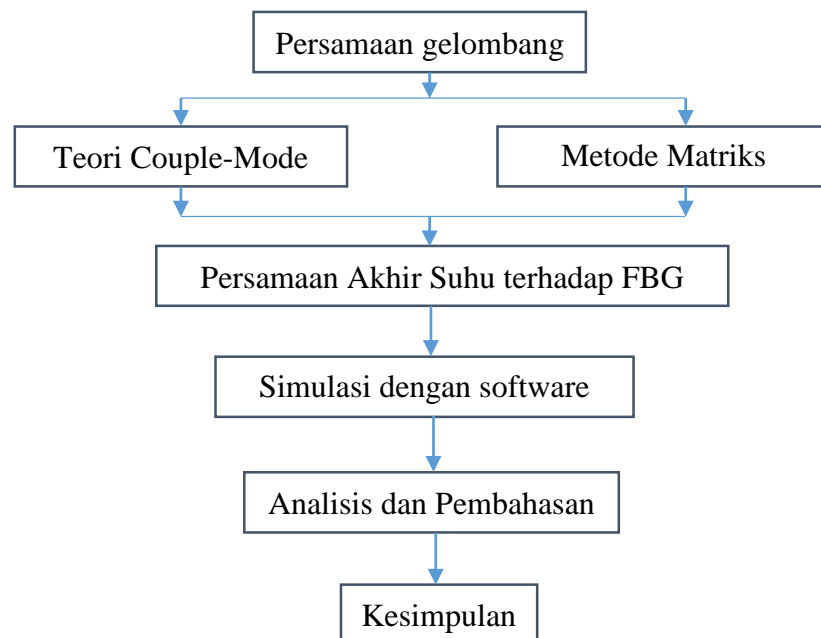 Persamaan gelombang
Teori Couple-Mode
Metode Matriks
Persamaan Akhir Suhu terhadap FBG
Simulasi dengan software
Analisis dan Pembahasan
Kesimpulan